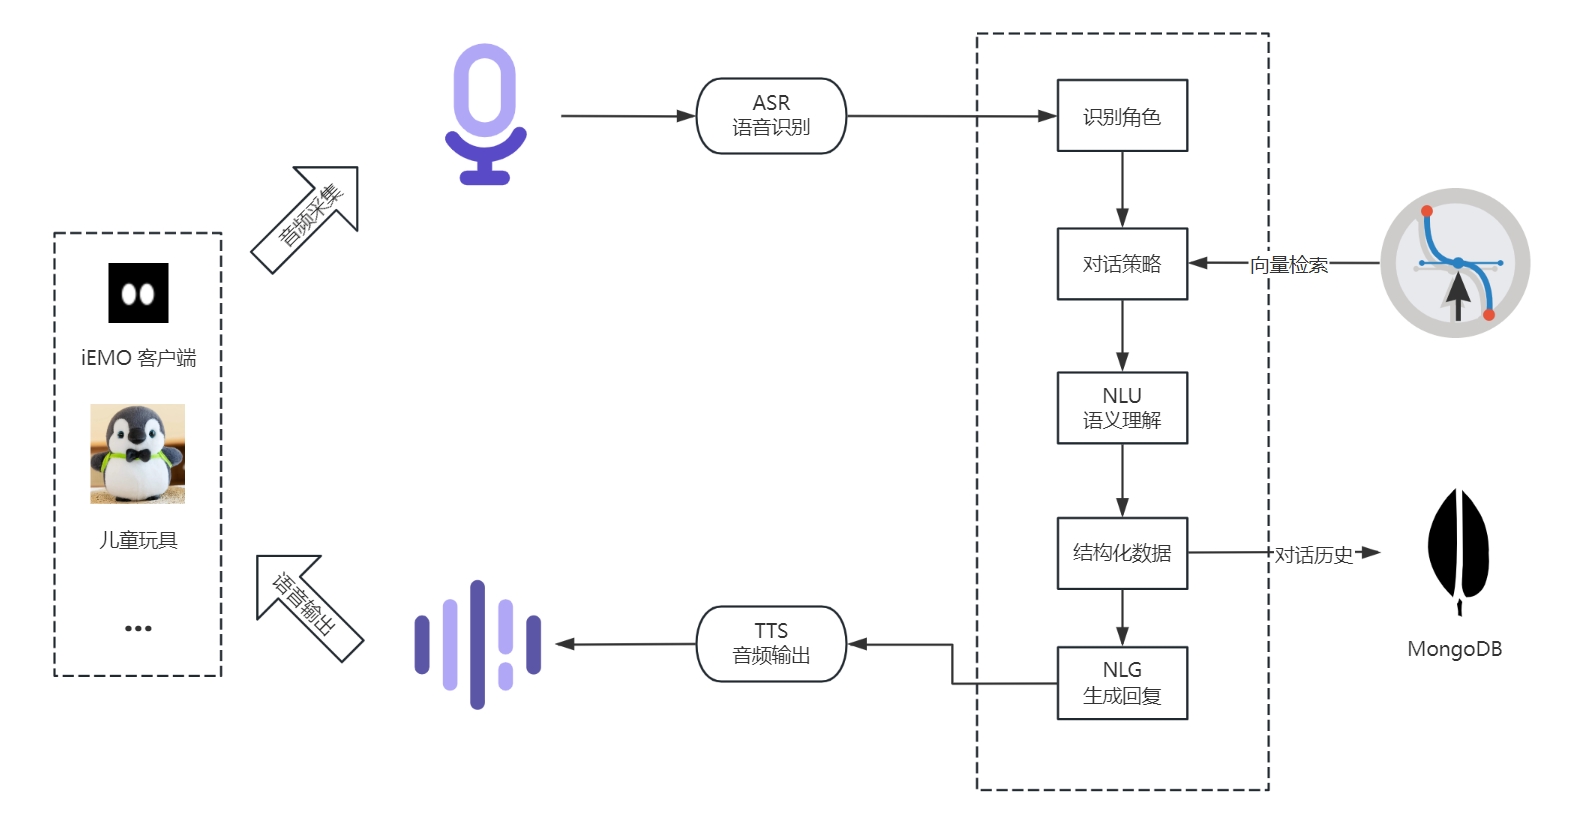 ASR
语音识别
识别角色
音频采集
对话策略
向量检索
iEMO 客户端
NLU
语义理解
儿童玩具
结构化数据
对话历史
语音输出
TTS
音频输出
MongoDB
NLG
生成回复